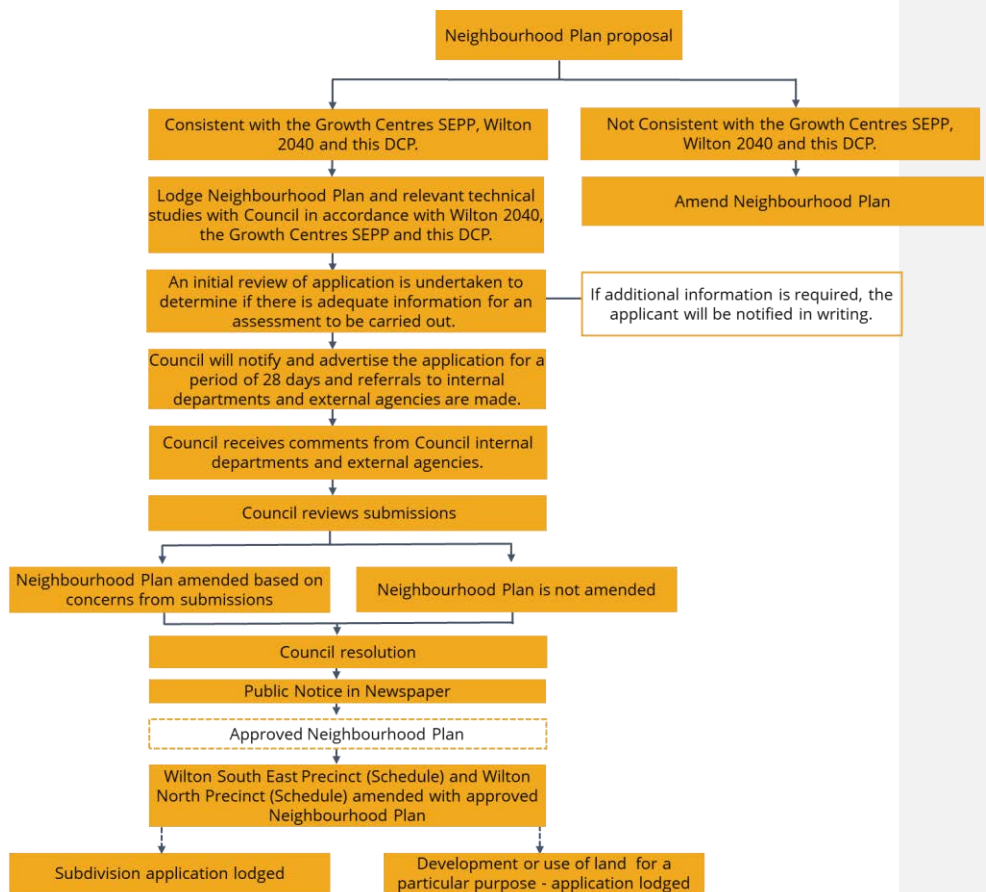 Neighbourhood Plan proposal
Consistent with the Growth Centres SEPP, Wilton
2040 and this DCP.
Not Consistent with the Growth Centres SEPP,
Wilton 2040 and this DCP.
Lodge Neighbourhood Plan and relevant technical
studies with Council in accordance with Wilton 2040,
the Growth Centres SEPP and this DCP.
Amend Neighbourhood Plan
An initial review of application is undertaken to
determine if there is adequate information for an
assessment to be carried out.
If additional information is required, the
applicant will be notified in writing.
Council will notify and advertise the application for a
period of 28 days and referrals to internal
departments and external agencies are made.
Council receives comments from Council internal
departments and external agencies.
Council reviews submissions
Neighbourhood Plan amended based on
concerns from submissions
Neighbourhood Plan is not amended
Council resolution
Public Notice in Newspaper
Approved Neighbourhood Plan
Wilton South East Precinct (Schedule) and Wilton
North Precinct (Schedule) amended with approved
Neighbourhood Plan
Subdivision application lodged
Development or use of land for a
particular purpose - application lodged